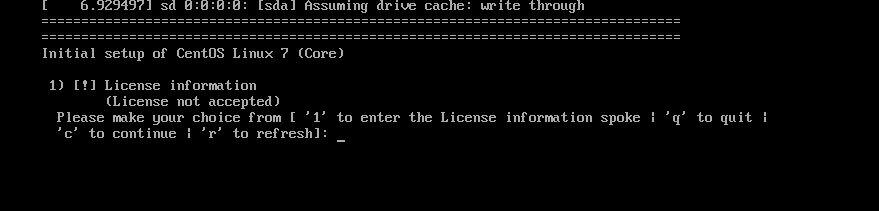 [    6.929497] sd 0:0:0:0: [sda] Assuming drive cache: write through
================================================================================
================================================================================
Initial setup of CentOS Linux 7 (Core)
1) [!] License information
(License not accepted)
Please make your choice from [ '1' to enter the License information spoke ¦ 'q' to quit ¦
'c' to continue ¦ 'r' to refresh]: _